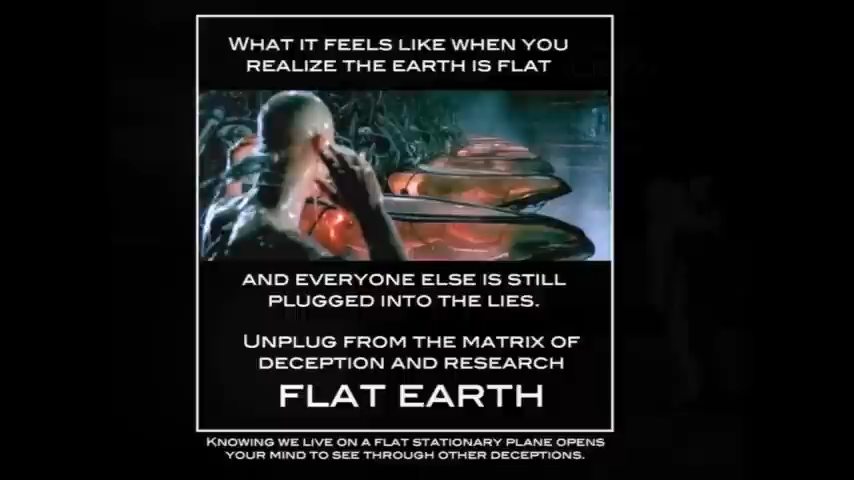 What it feels like when you
realize the Earth is flat
and everyone else is still
plugged into the lies.
Unplug from the matrix of
deception and research
FLAT EARTH
Knowing we live on a flat stationary plane opens
your mind to see through other deceptions.